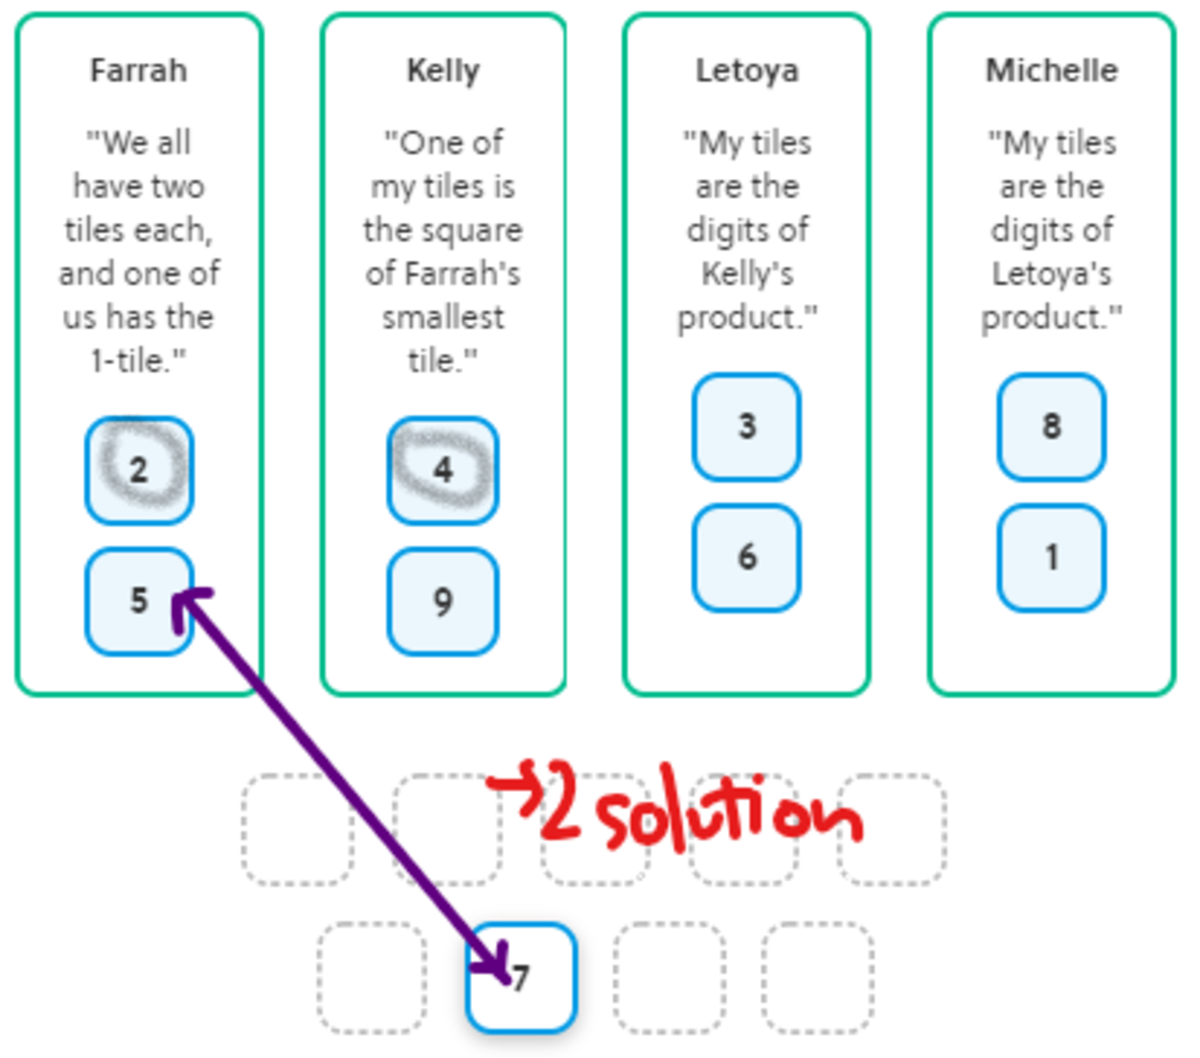 Farrah
"We all
have two
tiles each,
and one of
us has the
1-tile."
2
5
Kelly
"One of
my tiles is
the square
of Farrah's
smallest
tile."
4
9
Letoya
"My tiles
are the
digits of
Kelly's
product."
3
6
Michelle
"My tiles
are the
digits of
Letoya's
product."
8
1
→2 solution
7